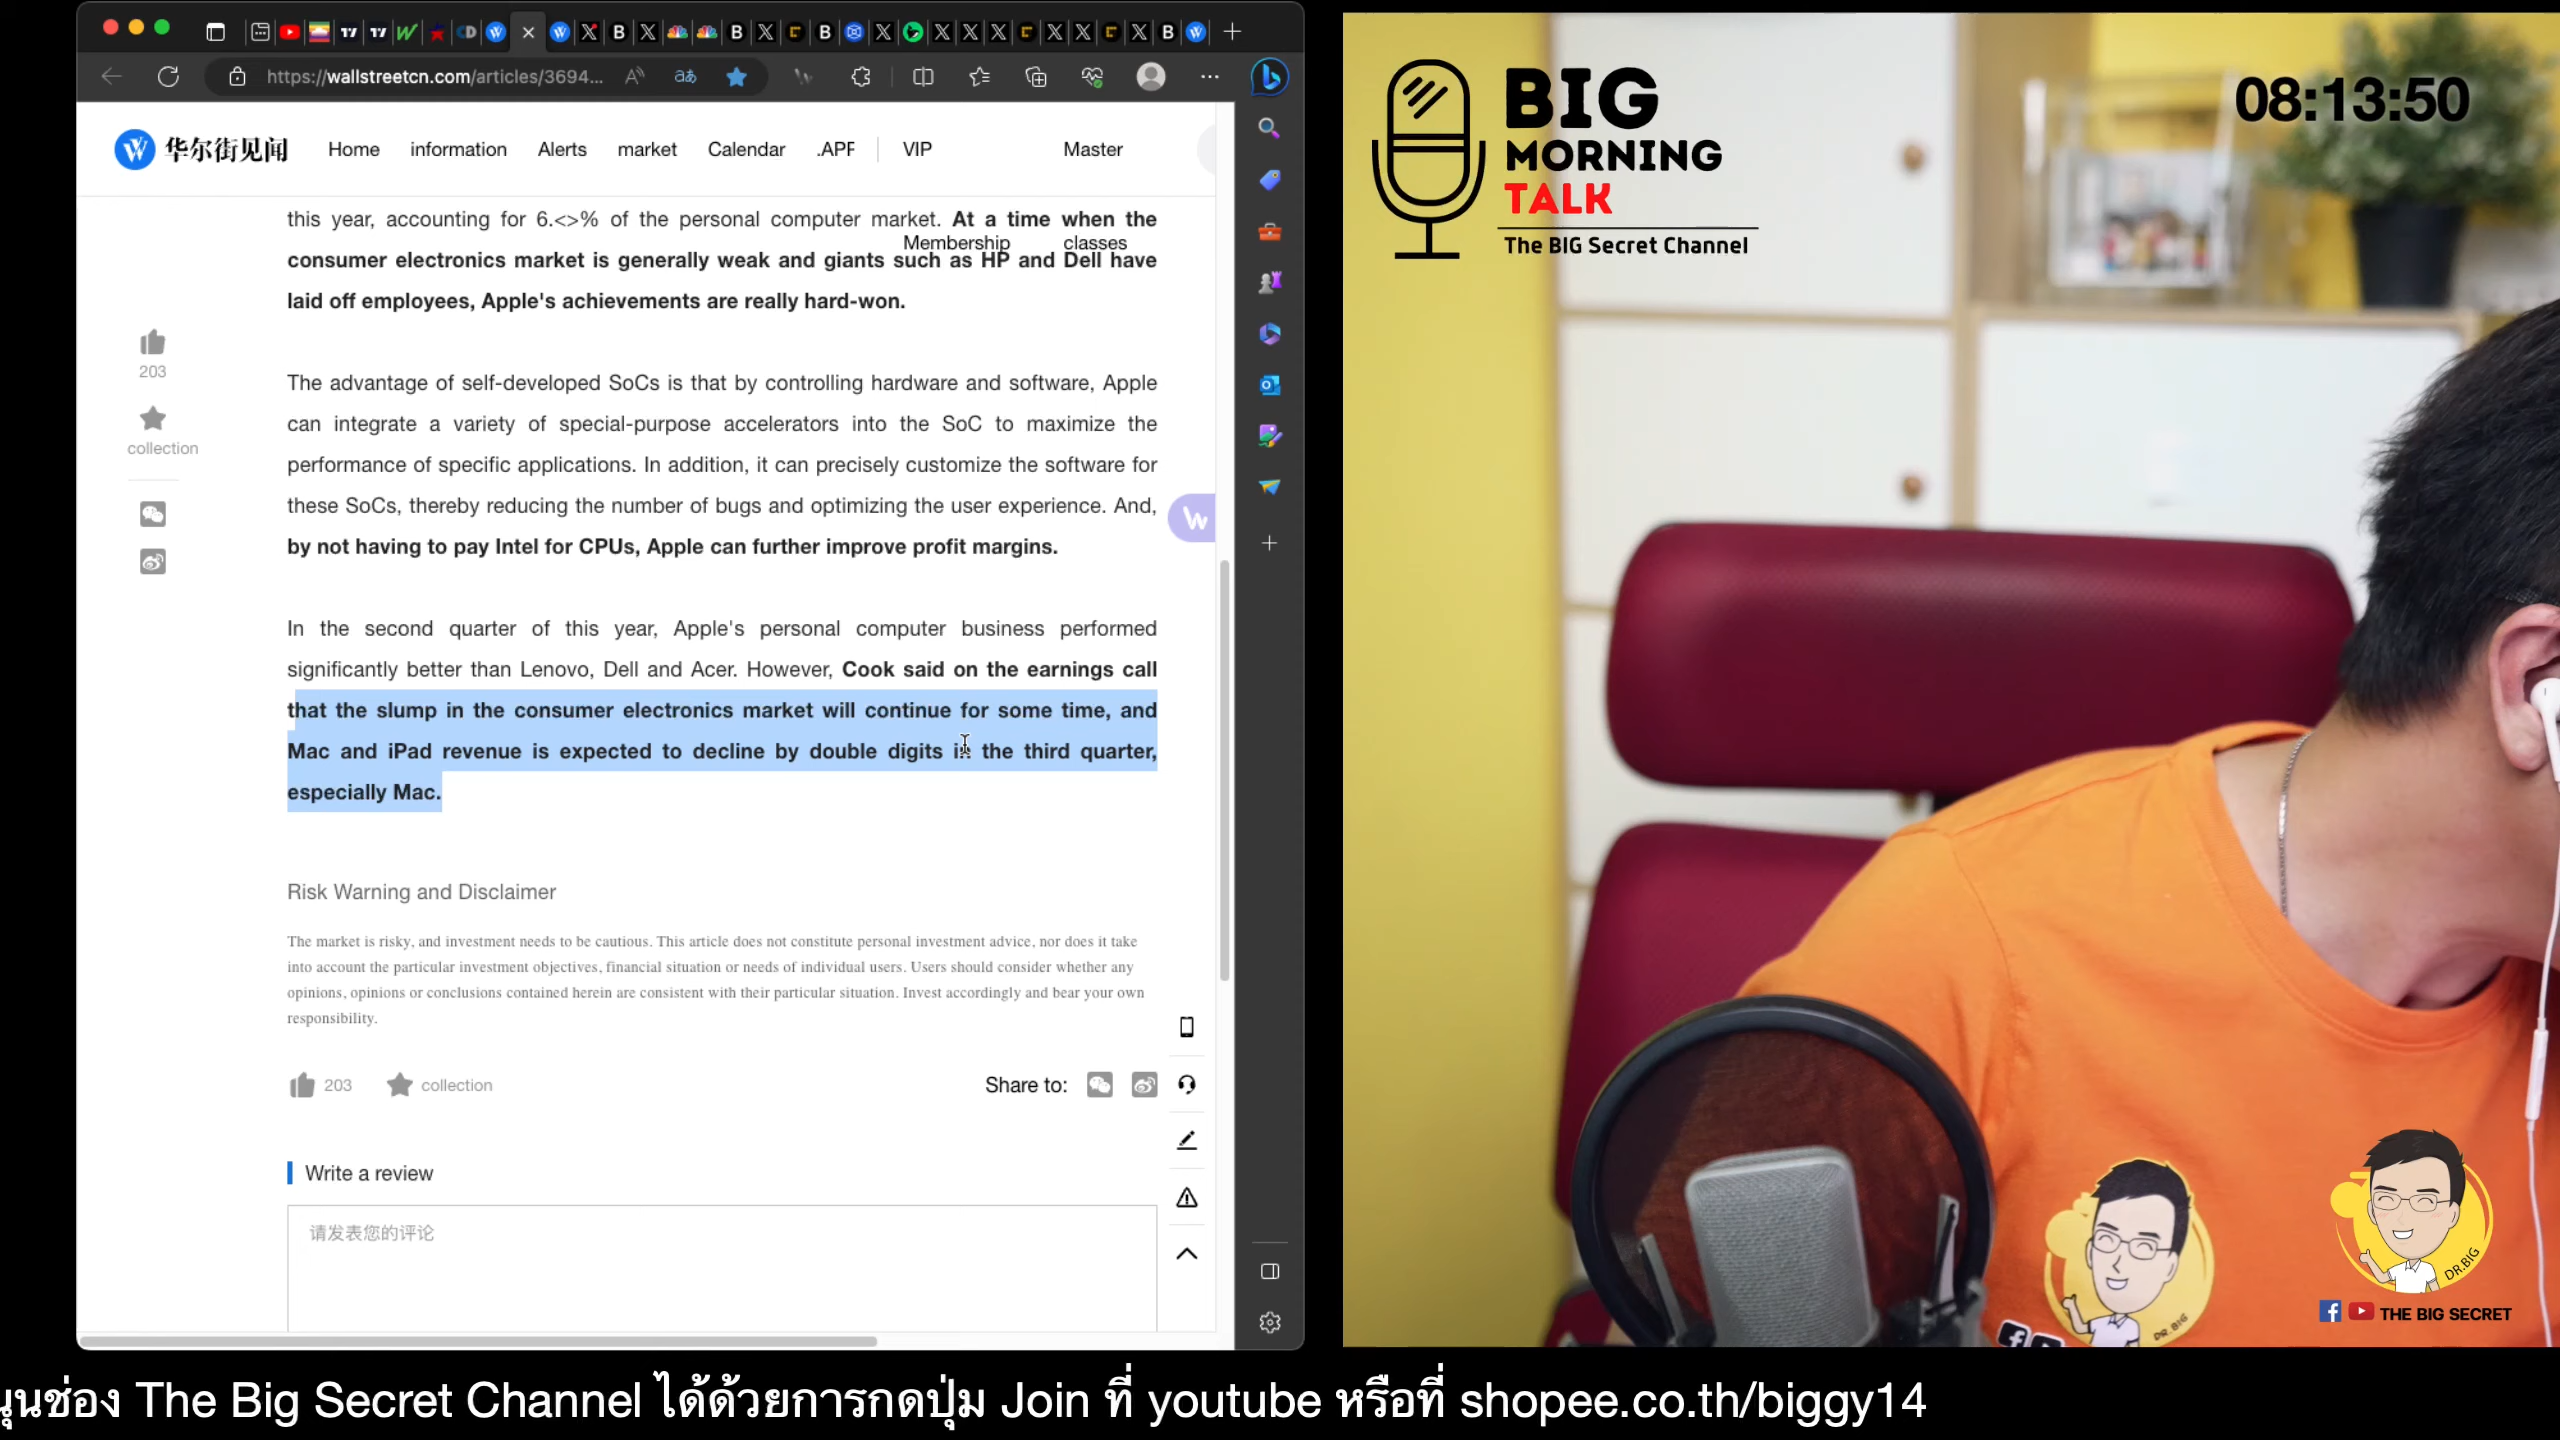 https://wallstreetcn.com/articles/3694...
华尔街见闻
Home information Alerts market Calendar .APP VIP Master
Membership classes
this year, accounting for 6.<>% of the personal computer market. At a time when the
consumer electronics market is generally weak and giants such as HP and Dell have
laid off employees, Apple's achievements are really hard-won.
203
collection
The advantage of self-developed SoCs is that by controlling hardware and software, Apple
can integrate a variety of special-purpose accelerators into the SoC to maximize the
performance of specific applications. In addition, it can precisely customize the software for
these SoCs, thereby reducing the number of bugs and optimizing the user experience. And,
by not having to pay Intel for CPUs, Apple can further improve profit margins.
In the second quarter of this year, Apple's personal computer business performed
significantly better than Lenovo, Dell and Acer. However, Cook said on the earnings call
that the slump in the consumer electronics market will continue for some time, and
Mac and iPad revenue is expected to decline by double digits in the third quarter,
especially Mac.
Risk Warning and Disclaimer
The market is risky, and investment needs to be cautious. This article does not constitute personal investment advice, nor does it take
into account the particular investment objectives, financial situation or needs of individual users. Users should consider whether any
opinions, opinions or conclusions contained herein are consistent with their particular situation. Invest accordingly and bear your own
responsibility.
203 collection
Share to:
Write a review
请发表您的评论
BIG
MORNING
TALK
The BIG Secret Channel
08:13:50
DR.BIG
DR.BIG
THE BIG SECRET
นุนช่อง The Big Secret Channel ได้ด้วยการกดปุ่ม Join ที่ youtube หรือที่ shopee.co.th/biggy14